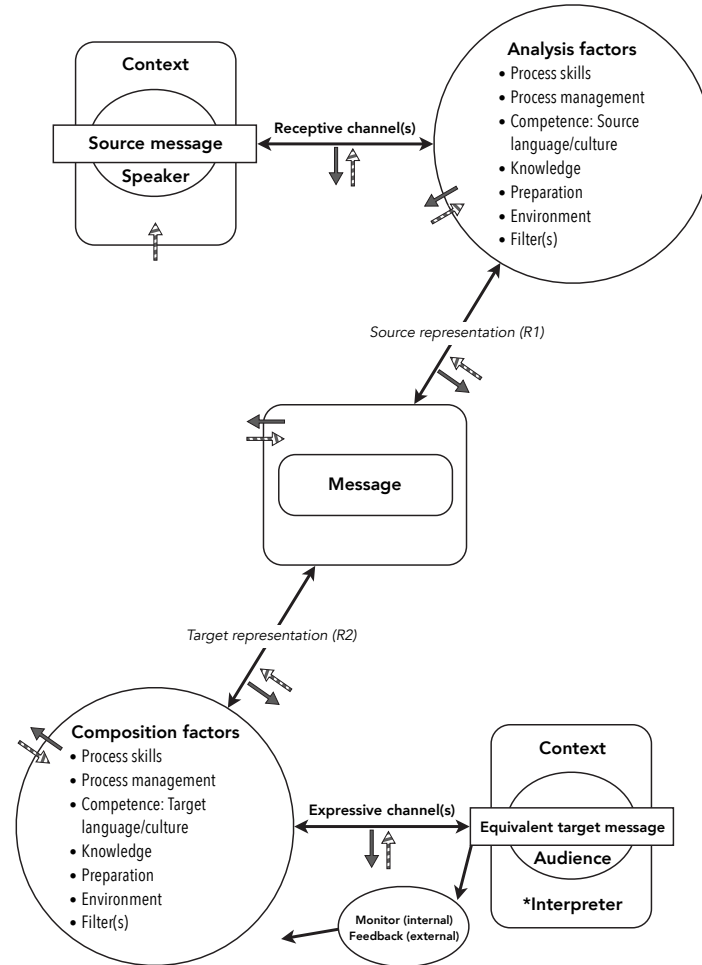 Context
Source message
Speaker
Receptive channel(s)
Analysis factors
• Process skills
• Process management
• Competence: Source
language/culture
• Knowledge
• Preparation
• Environment
• Filter(s)
Source representation (R1)
Message
Target representation (R2)
Composition factors
• Process skills
• Process management
• Competence: Target
language/culture
• Knowledge
• Preparation
• Environment
• Filter(s)
Expressive channel(s)
Context
Equivalent target message
Audience
*Interpreter
Monitor (internal)
Feedback (external)